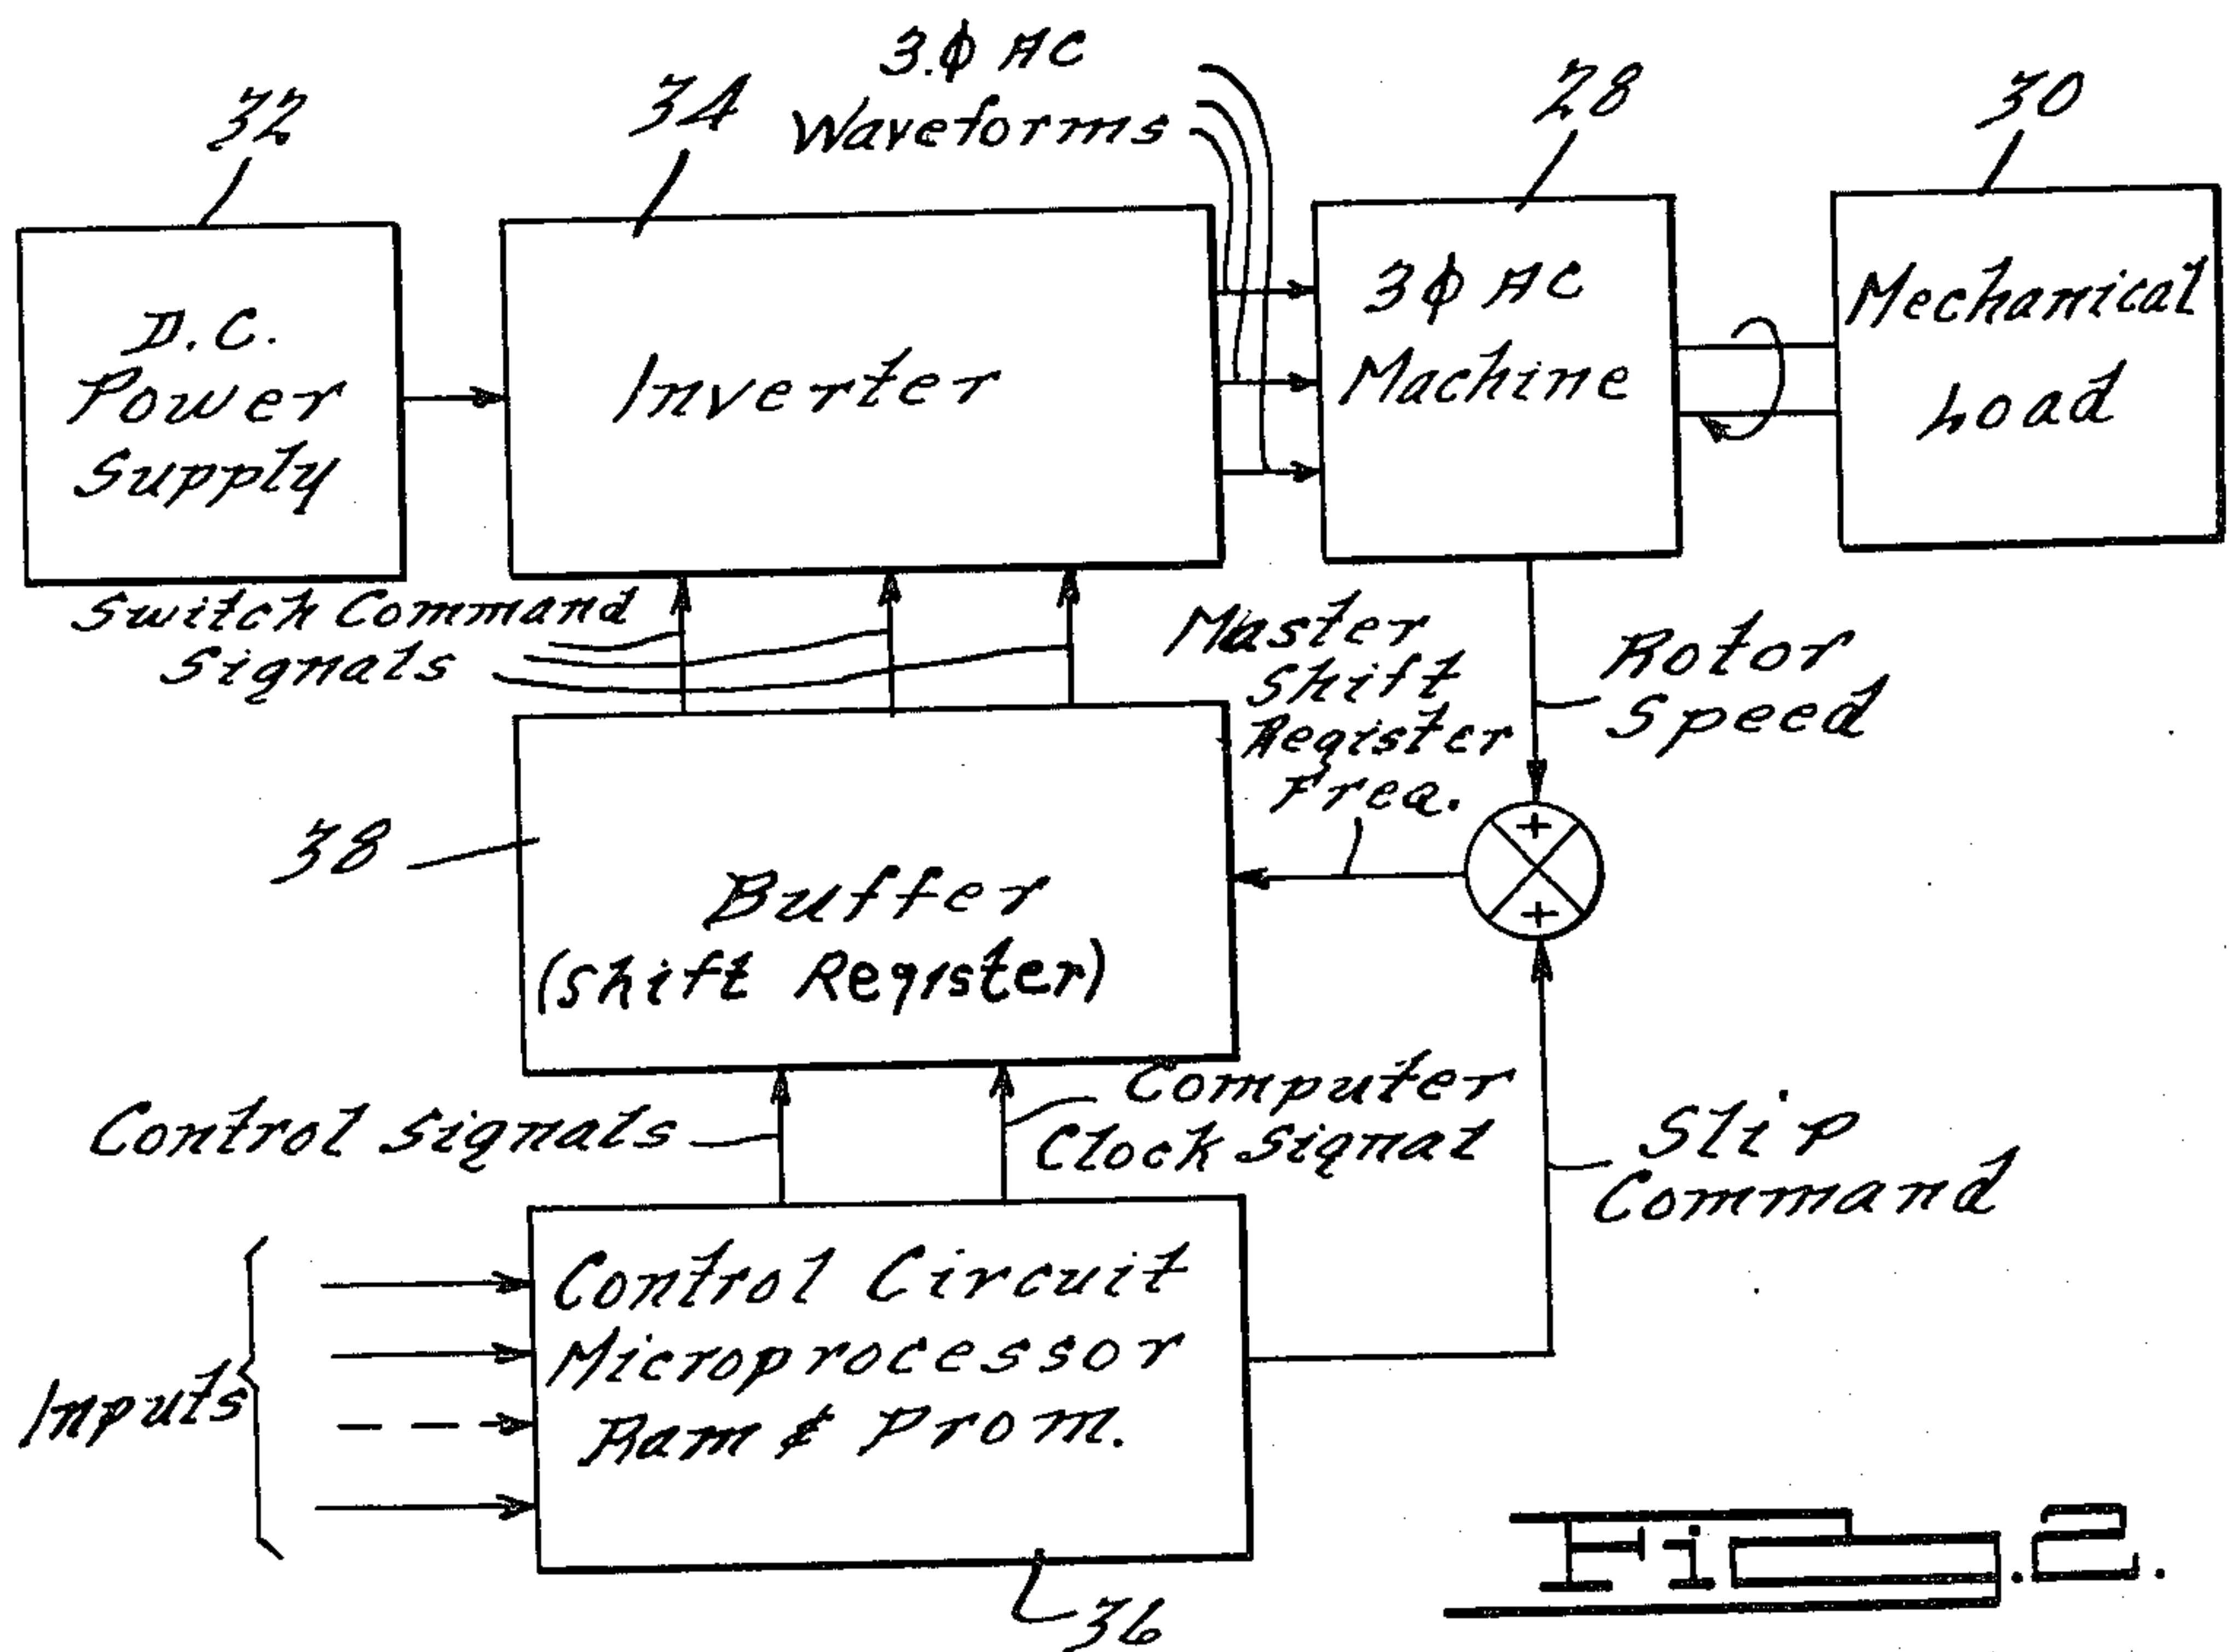 3.φ AC
Waveforms
32
34
28
30
D.C.
Power
Supply
Inverter
3φ AC
Machine
Mechanical
Load
Switch Command
Signals
Master
Shift
Register
Freq.
Rotor
Speed
38
Buffer
(Shift Register)
+
+
Control Signals
Computer
Clock Signal
Slip
Command
Inputs
Control Circuit
Microprocessor
Ram & Prom.
36
Fig.2.